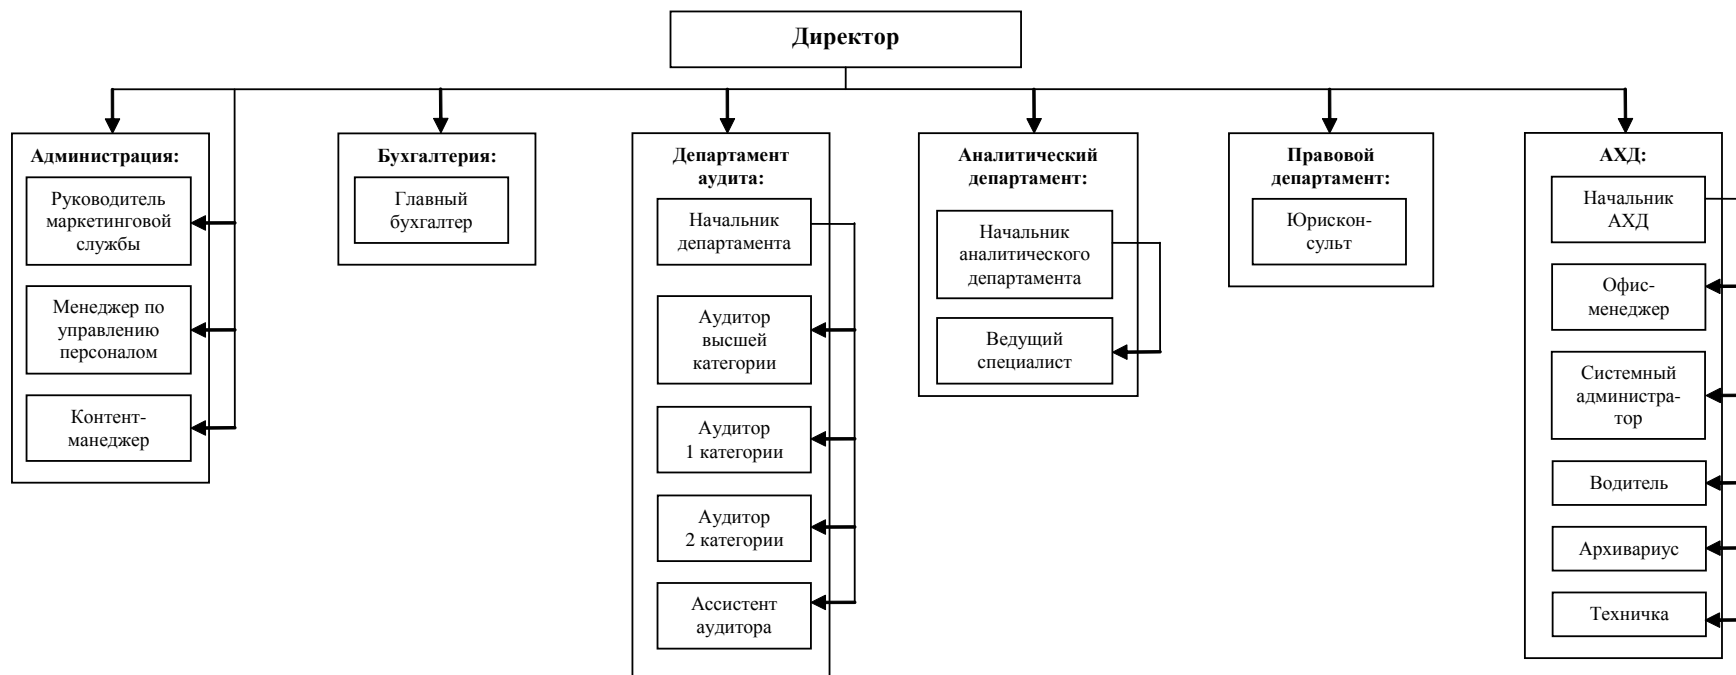 Директор
Администрация:
Руководитель
маркетинговой
службы
Менеджер по
управлению
персоналом
Контент-
манеджер
Бухгалтерия:
Главный
бухгалтер
Департамент
аудита:
Начальник
департамента
Аудитор
высшей
категории
Аудитор
1 категории
Аудитор
2 категории
Ассистент
аудитора
Аналитический
департамент:
Начальник
аналитического
департамента
Ведущий
специалист
Правовой
департамент:
Юрискон-
сульт
АХД:
Начальник
АХД
Офис-
менеджер
Системный
администра-
тор
Водитель
Архивариус
Техничка